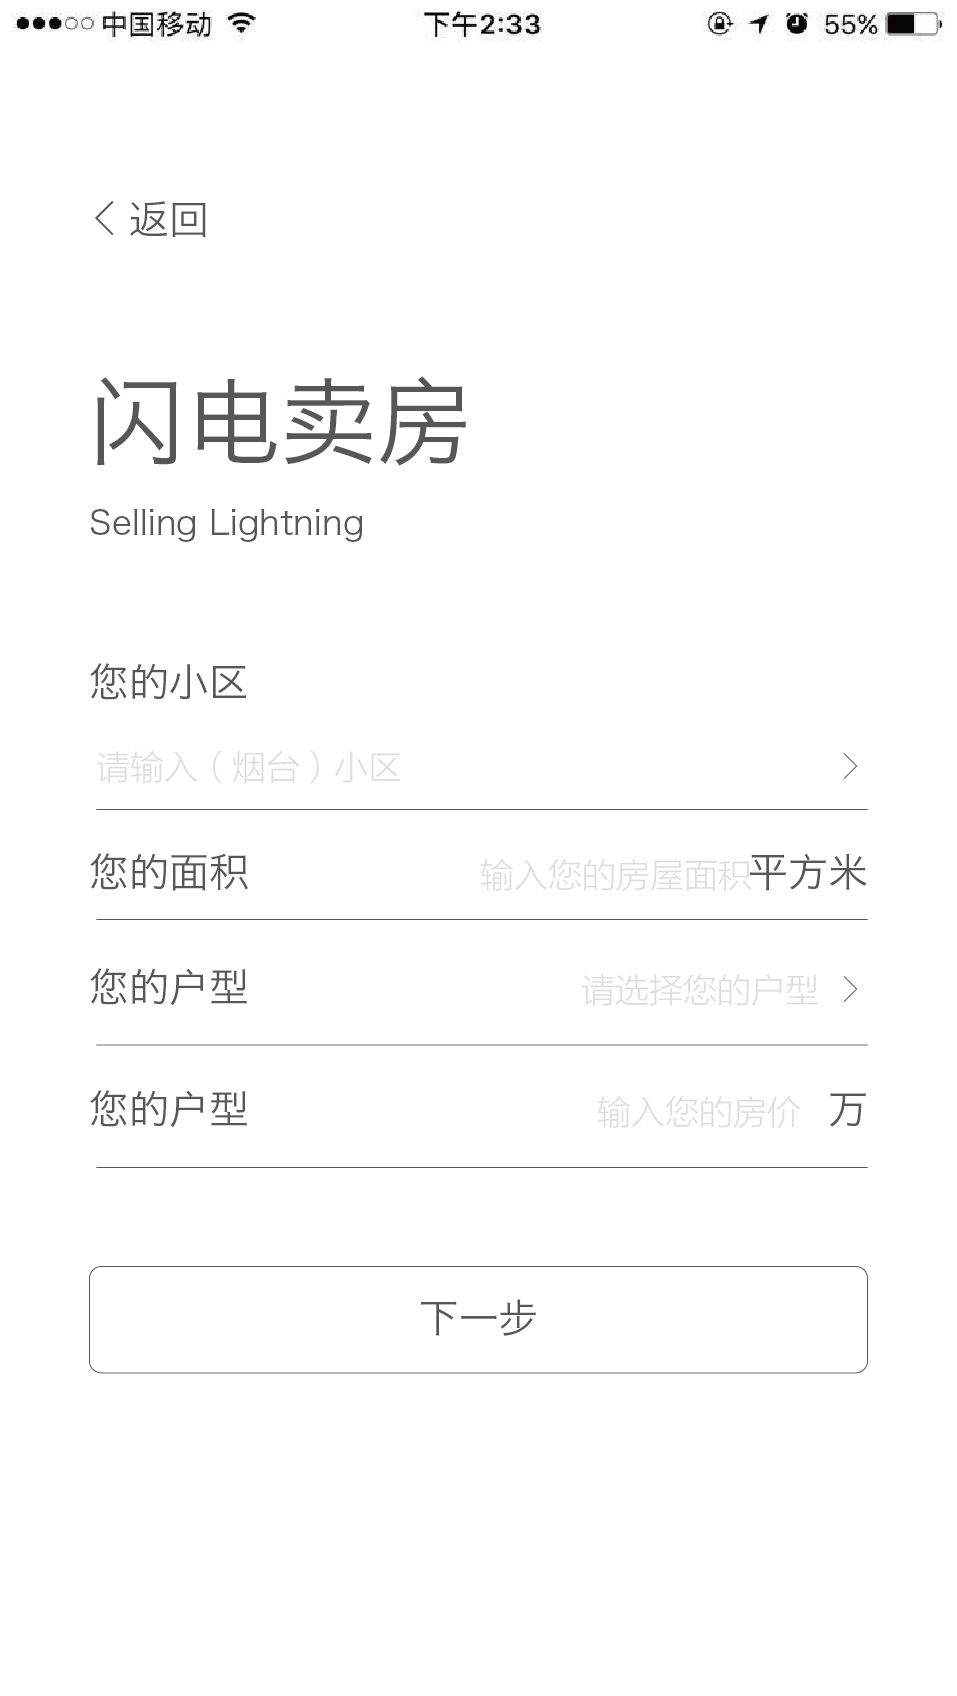 中国移动 下午2:33 55%
返回
闪电卖房
Selling Lightning
您的小区
请输入（烟台）小区
您的面积 输入您的房屋面积平方米
您的户型 请选择您的户型
您的户型 输入您的房价 万
下一步